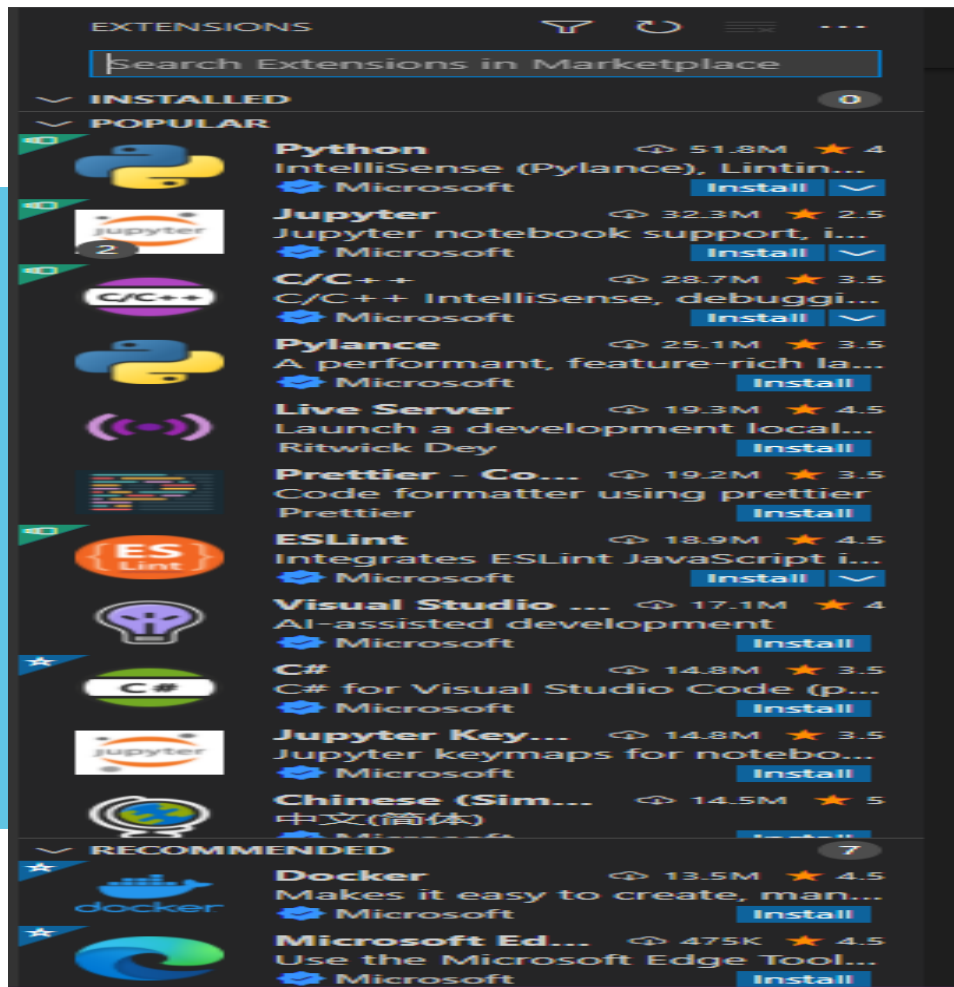 EXTENSIONS
Search Extensions in Marketplace
INSTALLED 0
POPULAR
Python 51.8M 4
IntelliSense (Pylance), Lintin...
Microsoft Install
Jupyter 32.3M 2.5
jupyter
Jupyter notebook support, i...
2
Microsoft Install
C/C++ 28.7M 3.5
C/C++
C/C++ IntelliSense, debuggi...
Microsoft Install
Pylance 25.1M 3.5
A performant, feature-rich la...
Microsoft Install
Live Server 19.3M 4.5
Launch a development local...
Ritwick Dey Install
Prettier - Co... 19.2M 3.5
Code formatter using prettier
Prettier Install
ESLint 18.9M 4.5
ES
Lint
Integrates ESLint JavaScript i...
Microsoft Install
Visual Studio ... 17.1M 4
AI-assisted development
Microsoft Install
C# 14.8M 3.5
C#
C# for Visual Studio Code (p...
Microsoft Install
Jupyter Key... 14.8M 3.5
jupyter
Jupyter keymaps for notebo...
Microsoft Install
Chinese (Sim... 14.5M 5
中文(简体)
Microsoft Install
RECOMMENDED 7
Docker 13.5M 4.5
Makes it easy to create, man...
docker
Microsoft Install
Microsoft Ed... 475K 4.5
Use the Microsoft Edge Tool...
Microsoft Install